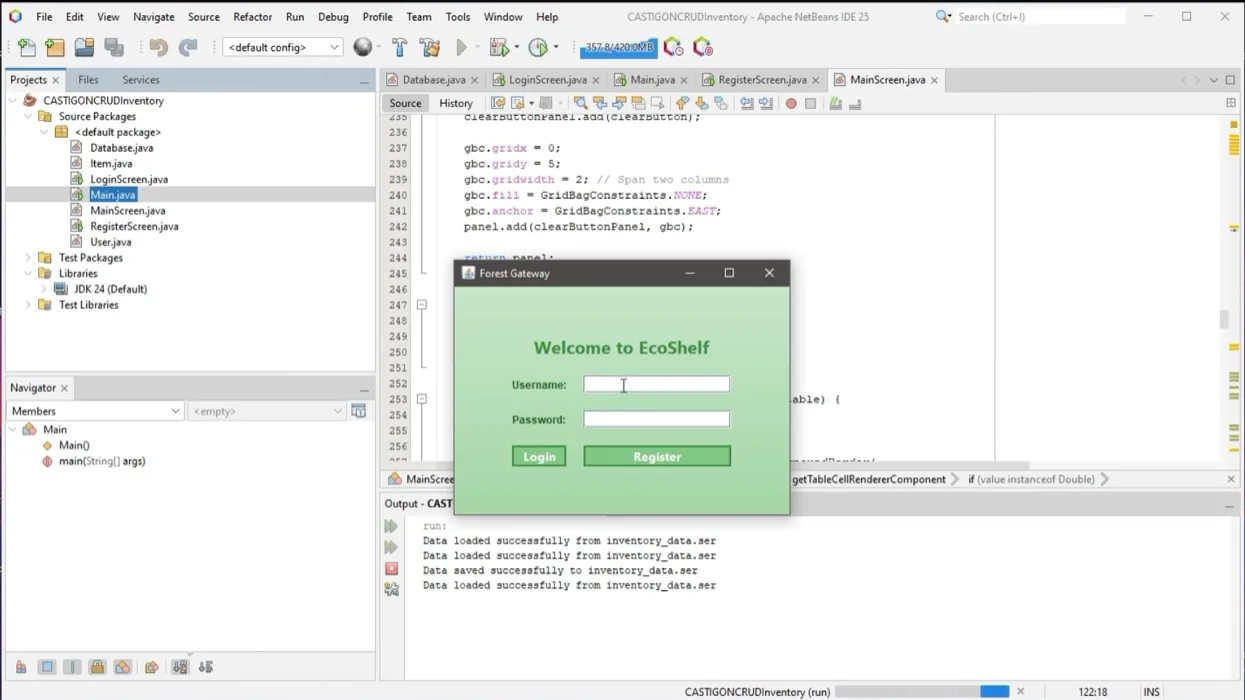 File Edit View Navigate Source Refactor Run Debug Profile Team Tools Window Help
CASTIGONCRUDInventory - Apache NetBeans IDE 25
Search (Ctrl+I)
<default config>
357.8/420.0MB
Projects
Files
Services
CASTIGONCRUDInventory
Source Packages
<default package>
Database.java
Item.java
LoginScreen.java
Main.java
MainScreen.java
RegisterScreen.java
User.java
Test Packages
Libraries
JDK 24 (Default)
Test Libraries
Navigator
Members
<empty>
Main
Main()
main(String[] args)
Database.java
LoginScreen.java
Main.java
RegisterScreen.java
MainScreen.java
Source
History
235 clearButtonPanel.add(clearButton);
236
237 gbc.gridx = 0;
238 gbc.gridy = 5;
239 gbc.gridwidth = 2; // Span two columns
240 gbc.fill = GridBagConstraints.NONE;
241 gbc.anchor = GridBagConstraints.EAST;
242 panel.add(clearButtonPanel, gbc);
243
244 return panel;
245
246
247
248
249
250
251
252
253 table) {
254
255
256
Forest Gateway
Welcome to EcoShelf
Username:
Password:
Login
Register
MainScree
getTableCellRendererComponent
if (value instanceof Double)
Output - CAST
run:
Data loaded successfully from inventory_data.ser
Data loaded successfully from inventory_data.ser
Data saved successfully to inventory_data.ser
Data loaded successfully from inventory_data.ser
CASTIGONCRUDInventory (run)
122:18
INS